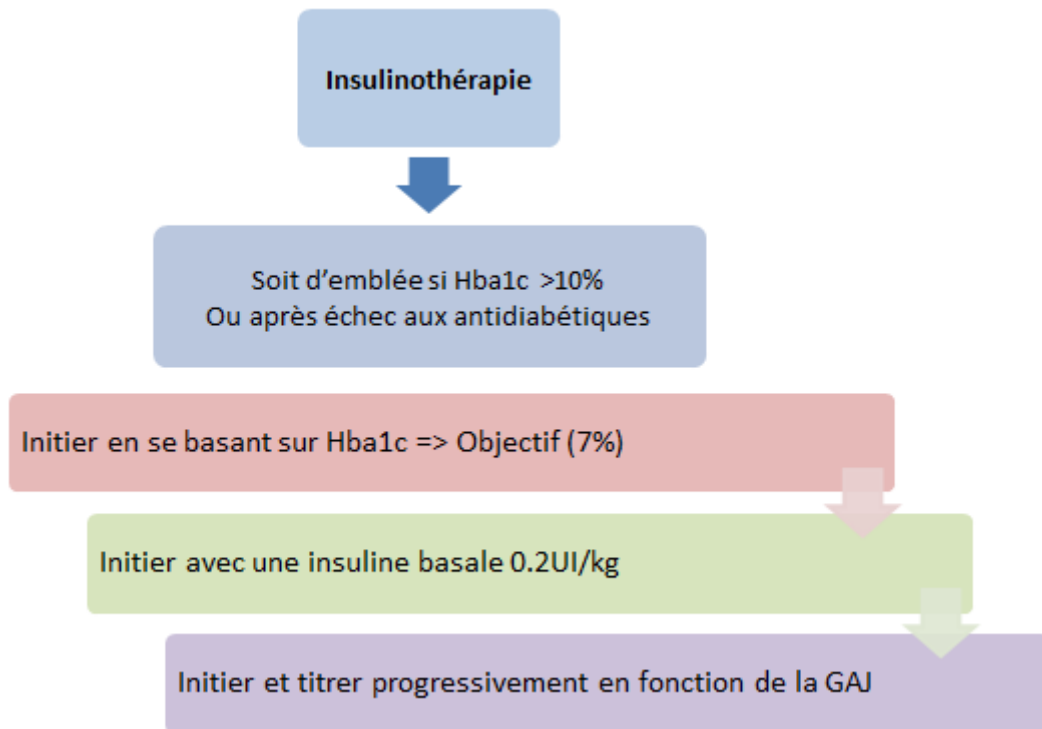 Insulinothérapie
Soit d'emblée si Hba1c >10%
Ou après échec aux antidiabétiques
Initier en se basant sur Hba1c => Objectif (7%)
Initier avec une insuline basale 0.2UI/kg
Initier et titrer progressivement en fonction de la GAJ